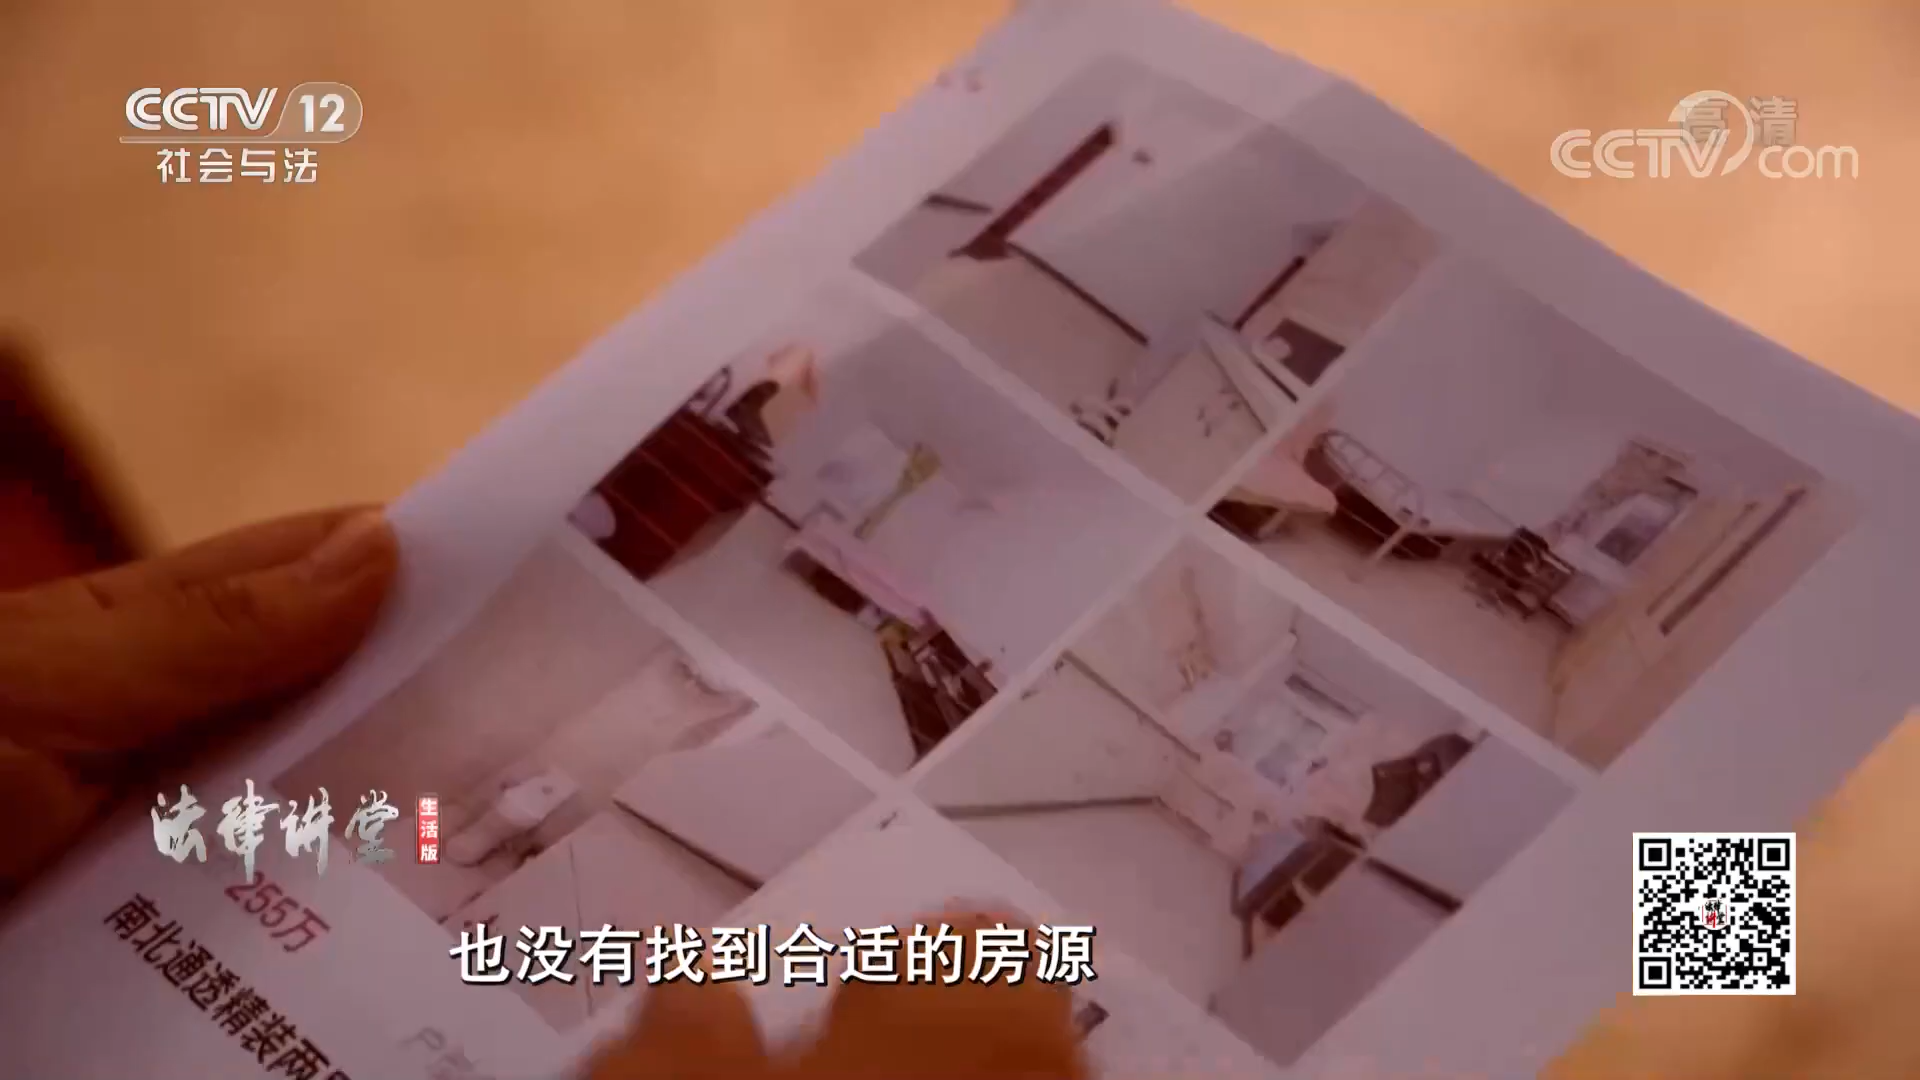 CCTV 12
社会与法
高清
CCTV com
法律讲堂
生活版
255万
南北通透精装两
也没有找到合适的房源